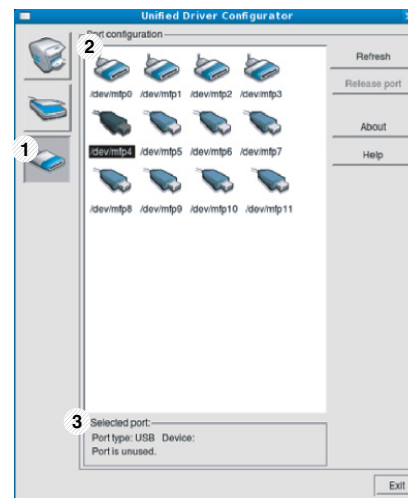 Unified Driver Configurator
Port configuration
2
/dev/mfp0 /dev/mfp1 /dev/mfp2 /dev/mfp3
/dev/mfp4 /dev/mfp5 /dev/mfp6 /dev/mfp7
/dev/mfp8 /dev/mfp9 /dev/mfp10 /dev/mfp11
1
Refresh
Release port
About
Help
3
Selected port:
Port type: USB Device:
Port is unused.
Exit